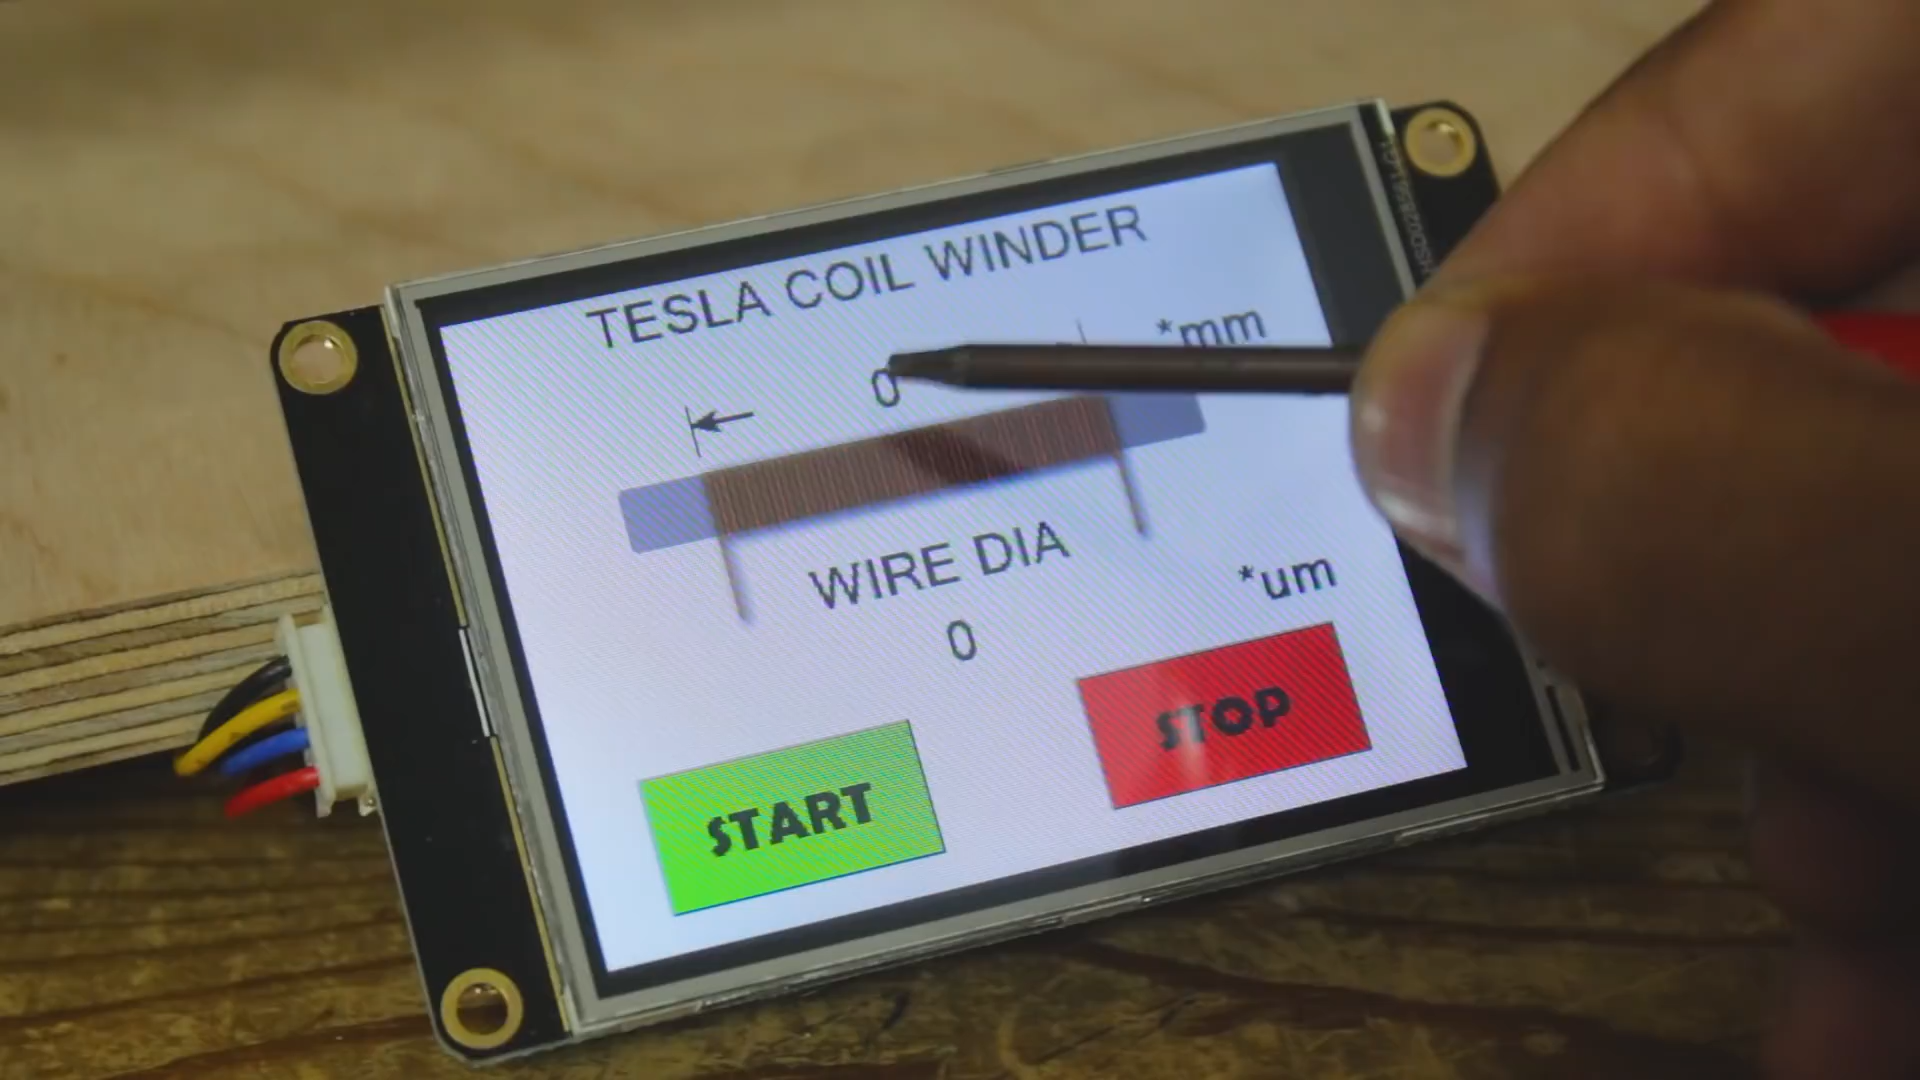 TESLA COIL WINDER
*mm
0
WIRE DIA
*um
0
STOP
START